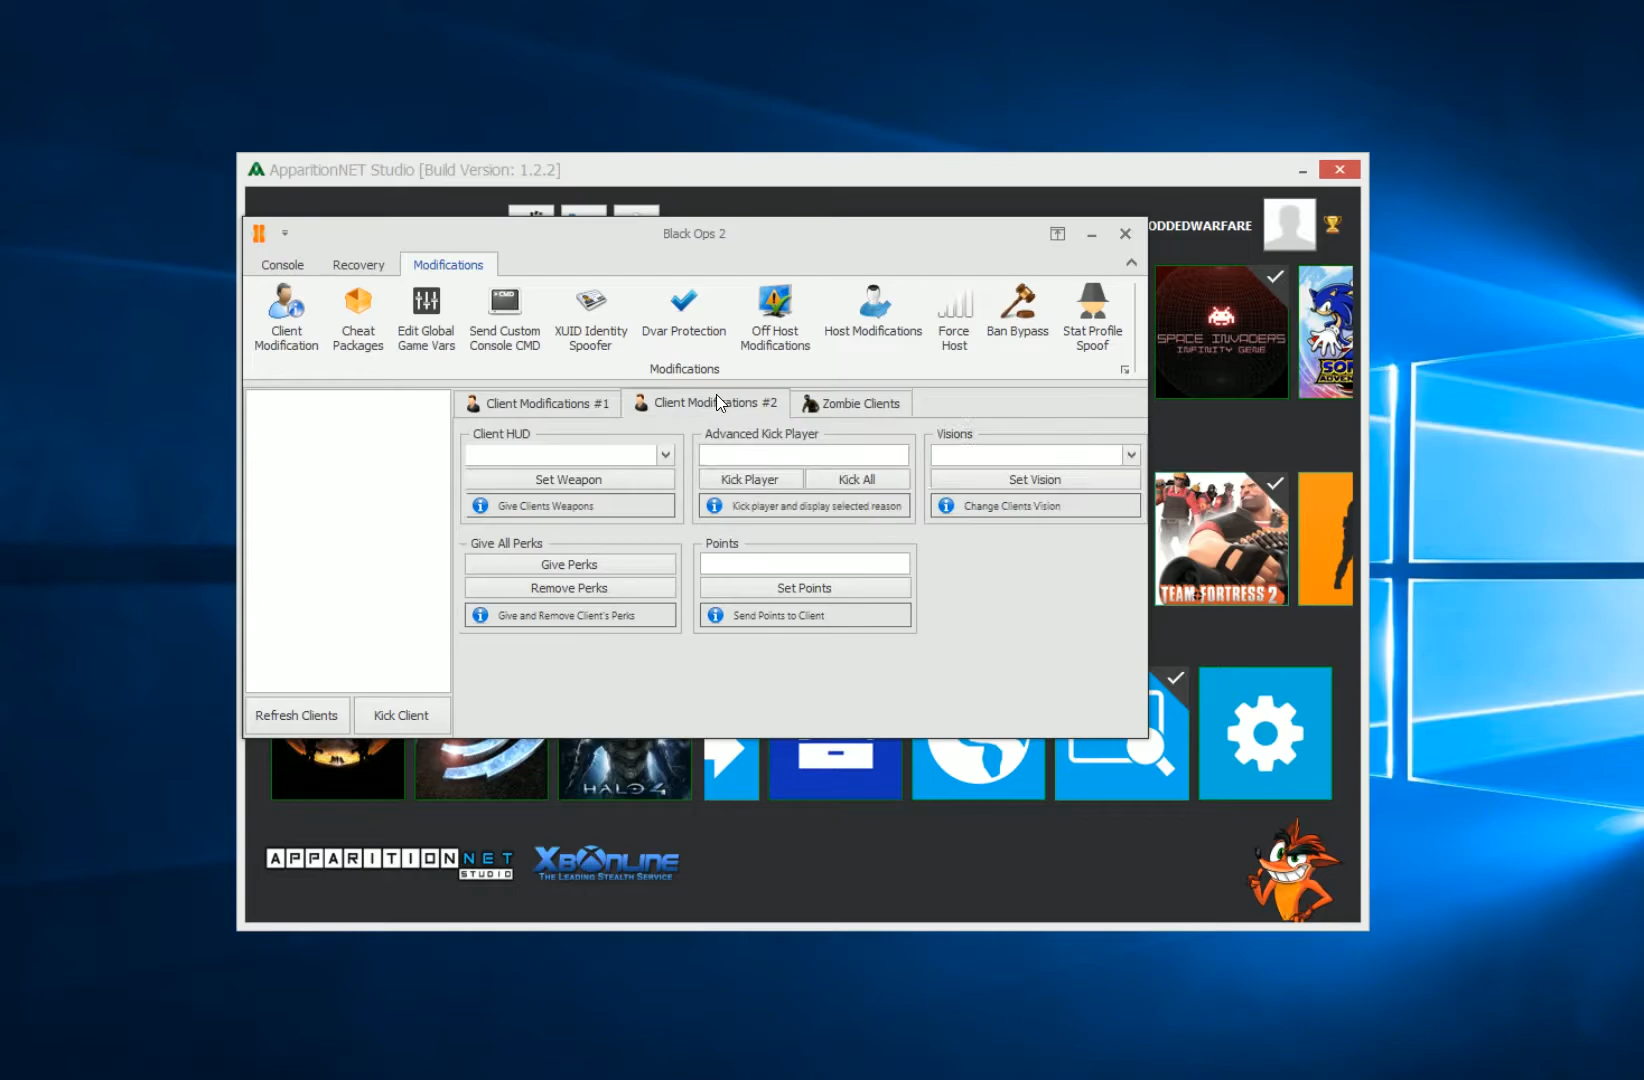 ApparitionNET Studio [Build Version: 1.2.2]
ODDEDWARFARE
Black Ops 2
Console
Recovery
Modifications
Client
Modification
Cheat
Packages
Edit Global
Game Vars
CMD
Send Custom
Console CMD
XUID Identity
Spoofer
Dvar Protection
Off Host
Modifications
Host Modifications
Force
Host
Ban Bypass
Stat Profile
Spoof
Modifications
Client Modifications #1
Client Modifications #2
Zombie Clients
Client HUD
Set Weapon
Give Clients Weapons
Advanced Kick Player
Kick Player
Kick All
Kick player and display selected reason
Visions
Set Vision
Change Clients Vision
Give All Perks
Give Perks
Remove Perks
Give and Remove Client's Perks
Points
Set Points
Send Points to Client
Refresh Clients
Kick Client
SPACE INVADERS
INFINITY GENE
TEAM FORTRESS 2
HALO 4
APPARITIONNET
STUDIO
XBONLINE
THE LEADING STEALTH SERVICE